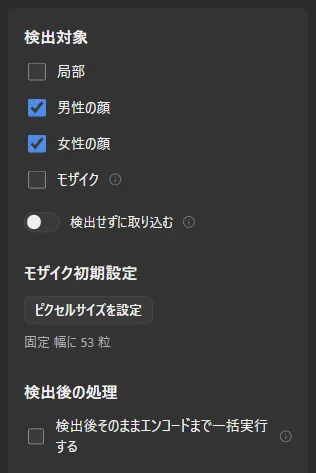 検出対象
局部
男性の顔
女性の顔
モザイク
検出せずに取り込む
モザイク初期設定
ピクセルサイズを設定
固定 幅に 53 粒
検出後の処理
検出後そのままエンコードまで一括実行
する